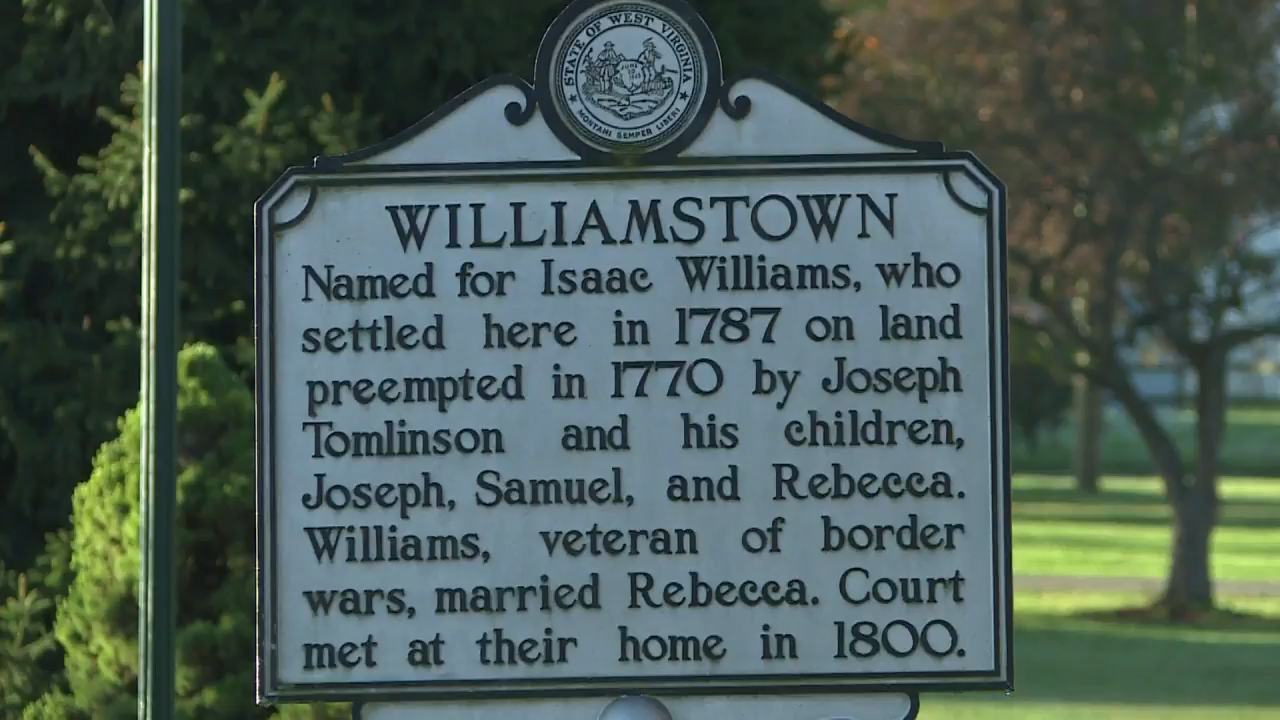 STATE OF WEST VIRGINIA
MONTANI SEMPER LIBERI
WILLIAMSTOWN
Named for Isaac Williams, who
settled here in 1787 on land
preempted in 1770 by Joseph
Tomlinson and his children,
Joseph, Samuel, and Rebecca.
Williams, veteran of border
wars, married Rebecca. Court
met at their home in 1800.